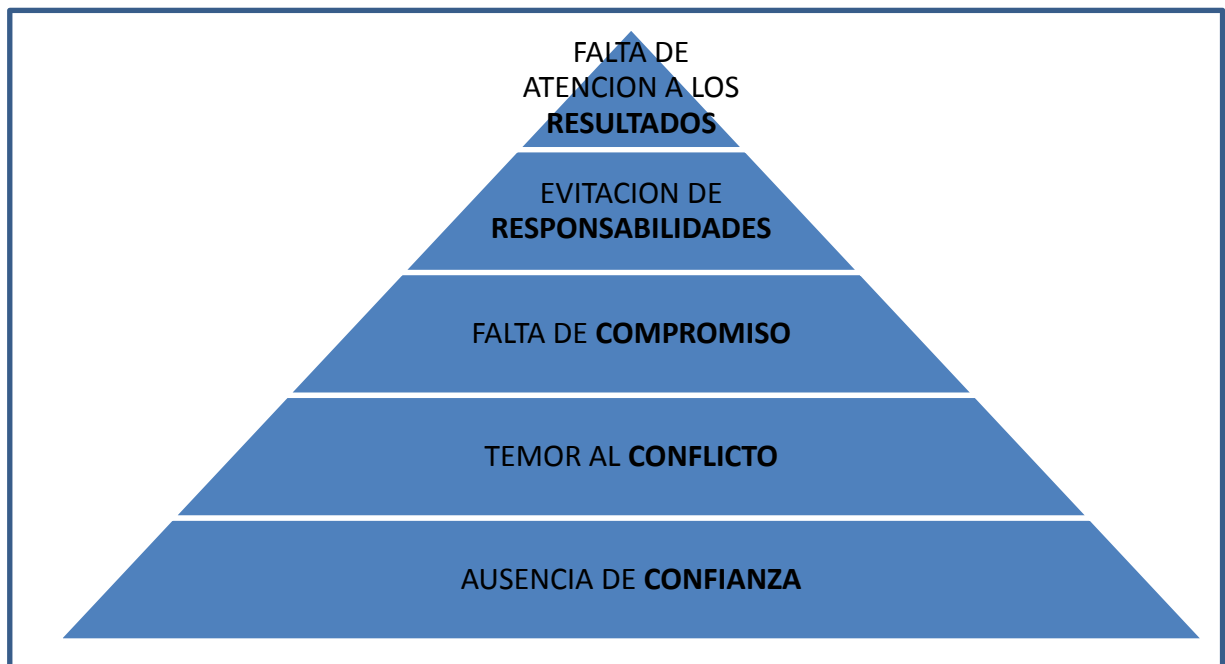 FALTA DE
ATENCION A LOS
RESULTADOS
EVITACION DE
RESPONSABILIDADES
FALTA DE COMPROMISO
TEMOR AL CONFLICTO
AUSENCIA DE CONFIANZA